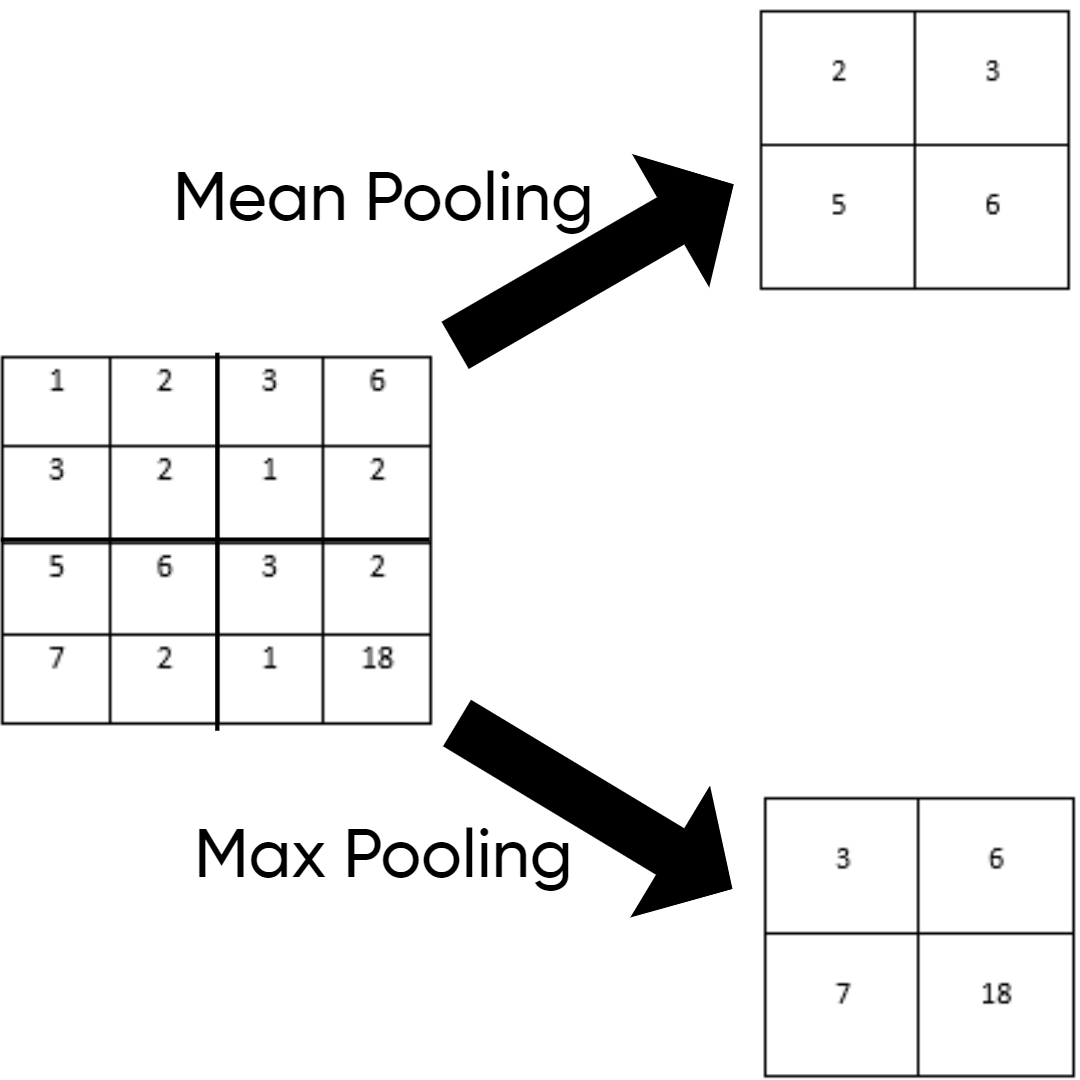 2 3
Mean Pooling
5 6
1 2 3 6
3 2 1 2
5 6 3 2
7 2 1 18
Max Pooling
3 6
7 18